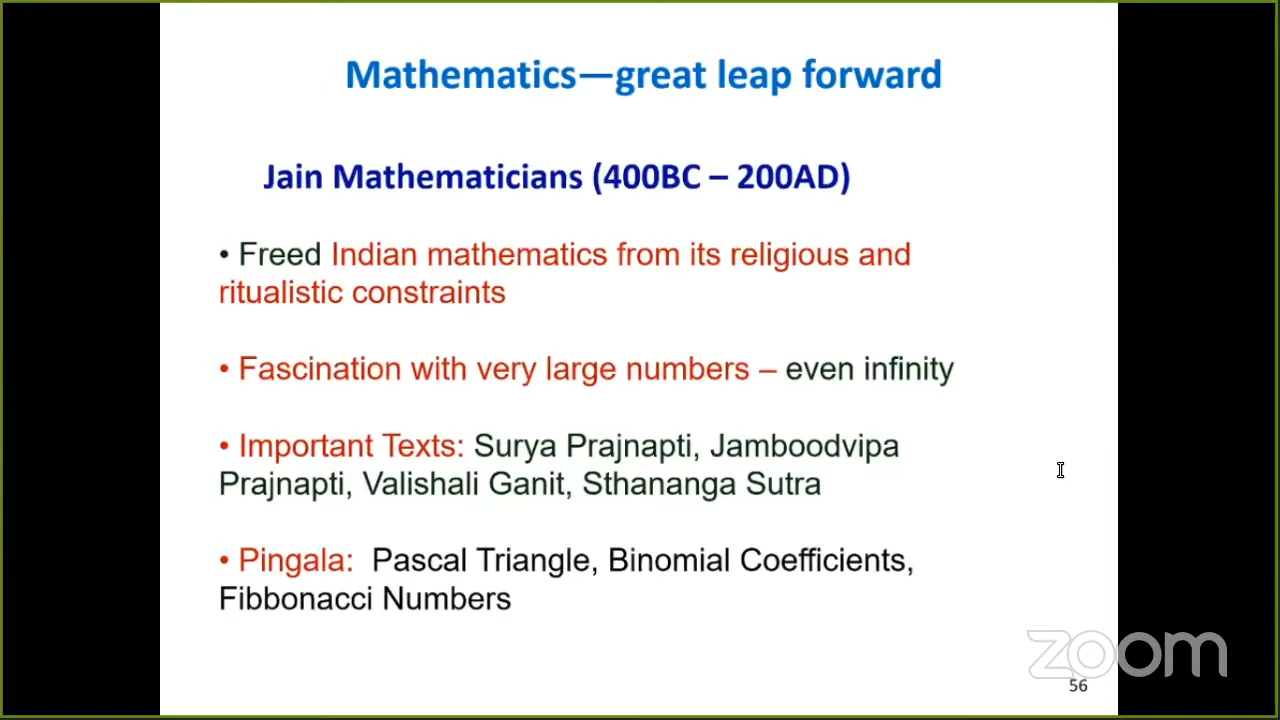 Mathematics—great leap forward
Jain Mathematicians (400BC – 200AD)
• Freed Indian mathematics from its religious and
ritualistic constraints
• Fascination with very large numbers – even infinity
• Important Texts: Surya Prajnapti, Jamboodvipa
Prajnapti, Valishali Ganit, Sthananga Sutra
• Pingala: Pascal Triangle, Binomial Coefficients,
Fibbonacci Numbers
zoom
56